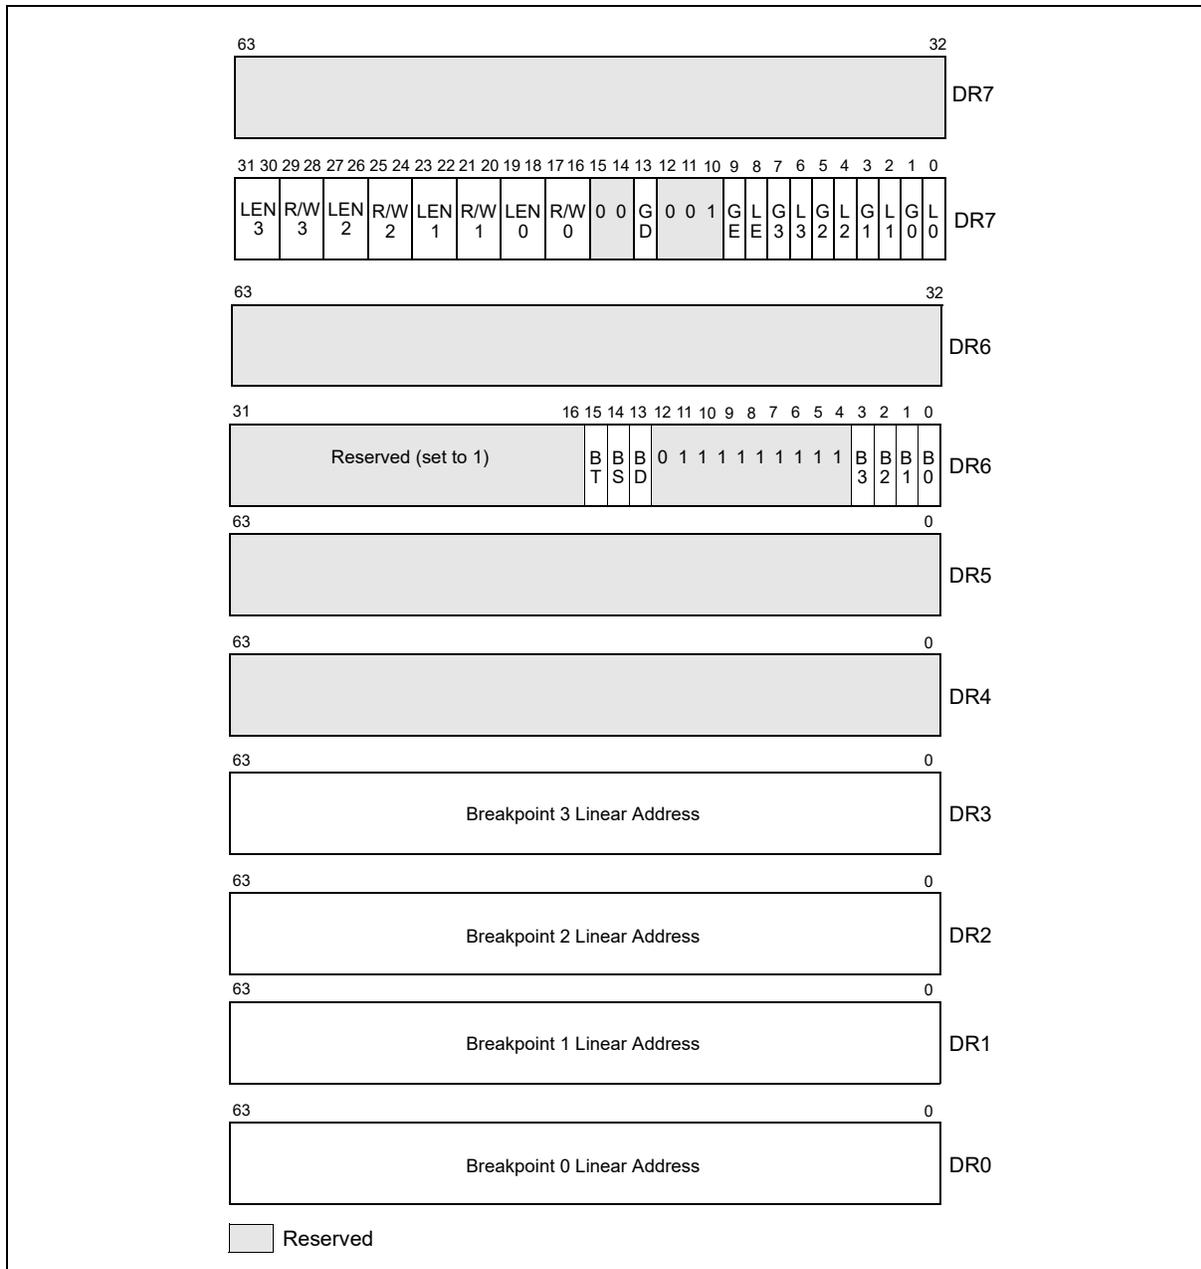 63 32
DR7
31 30 29 28 27 26 25 24 23 22 21 20 19 18 17 16 15 14 13 12 11 10 9 8 7 6 5 4 3 2 1 0
LEN R/W LEN R/W LEN R/W LEN R/W 0 0 G 0 0 1 G L G L G L G L G L
3 3 2 2 1 1 0 0 D E E 3 3 2 2 1 1 0 0
DR7
63 32
DR6
31 16 15 14 13 12 11 10 9 8 7 6 5 4 3 2 1 0
Reserved (set to 1) B B B 0 1 1 1 1 1 1 1 1 B B B B
T S D 3 2 1 0
DR6
63 0
DR5
63 0
DR4
63 0
Breakpoint 3 Linear Address DR3
63 0
Breakpoint 2 Linear Address DR2
63 0
Breakpoint 1 Linear Address DR1
63 0
Breakpoint 0 Linear Address DR0
Reserved